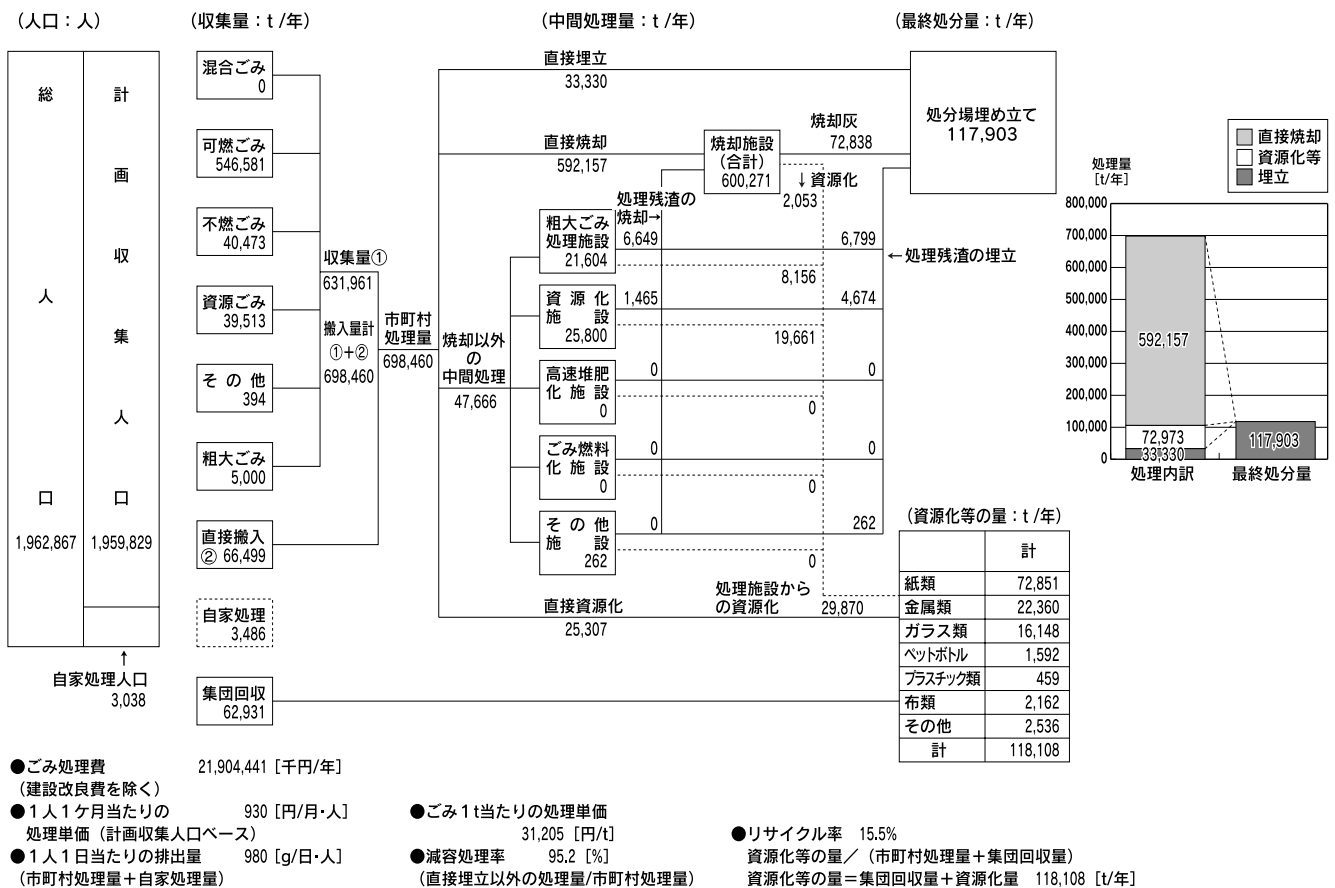 (人口：人)
(収集量：t/年)
(中間処理量：t/年)
(最終処分量：t/年)
総人口
1,962,867
計画収集人口
1,959,829
↑
自家処理人口
3,038
混合ごみ
0
可燃ごみ
546,581
不燃ごみ
40,473
資源ごみ
39,513
その他
394
粗大ごみ
5,000
直接搬入
② 66,499
自家処理
3,486
集団回収
62,931
収集量①
631,961
搬入量計
①+②
698,460
市町村
処理量
698,460
直接埋立
33,330
直接焼却
592,157
焼却以外
の
中間処理
47,666
直接資源化
25,307
焼却施設
(合計)
600,271
焼却灰
72,838
↓資源化
2,053
処理残渣の
焼却→
粗大ごみ
処理施設
21,604
6,649
6,799
8,156
←処理残渣の埋立
資源化
施設
25,800
1,465
4,674
19,661
高速堆肥
化施設
0
0
0
0
ごみ燃料
化施設
0
0
0
0
その他
施設
262
0
262
0
処理施設から
の資源化
29,870
処分場埋め立て
117,903
直接焼却
資源化等
埋立
処理量
[t/年]
800,000
700,000
600,000
500,000
400,000
300,000
200,000
100,000
0
592,157
72,973
33,330
117,903
処理内訳
最終処分量
(資源化等の量：t/年)
計
紙類 72,851
金属類 22,360
ガラス類 16,148
ペットボトル 1,592
プラスチック類 459
布類 2,162
その他 2,536
計 118,108
●ごみ処理費 21,904,441 [千円/年]
(建設改良費を除く)
●1人1ケ月当たりの 930 [円/月・人]
処理単価（計画収集人口ベース）
●1人1日当たりの排出量 980 [g/日・人]
(市町村処理量＋自家処理量)
●ごみ1t当たりの処理単価
31,205 [円/t]
●減容処理率 95.2 [%]
(直接埋立以外の処理量/市町村処理量)
●リサイクル率 15.5%
資源化等の量／（市町村処理量＋集団回収量）
資源化等の量＝集団回収量＋資源化量 118,108 [t/年]